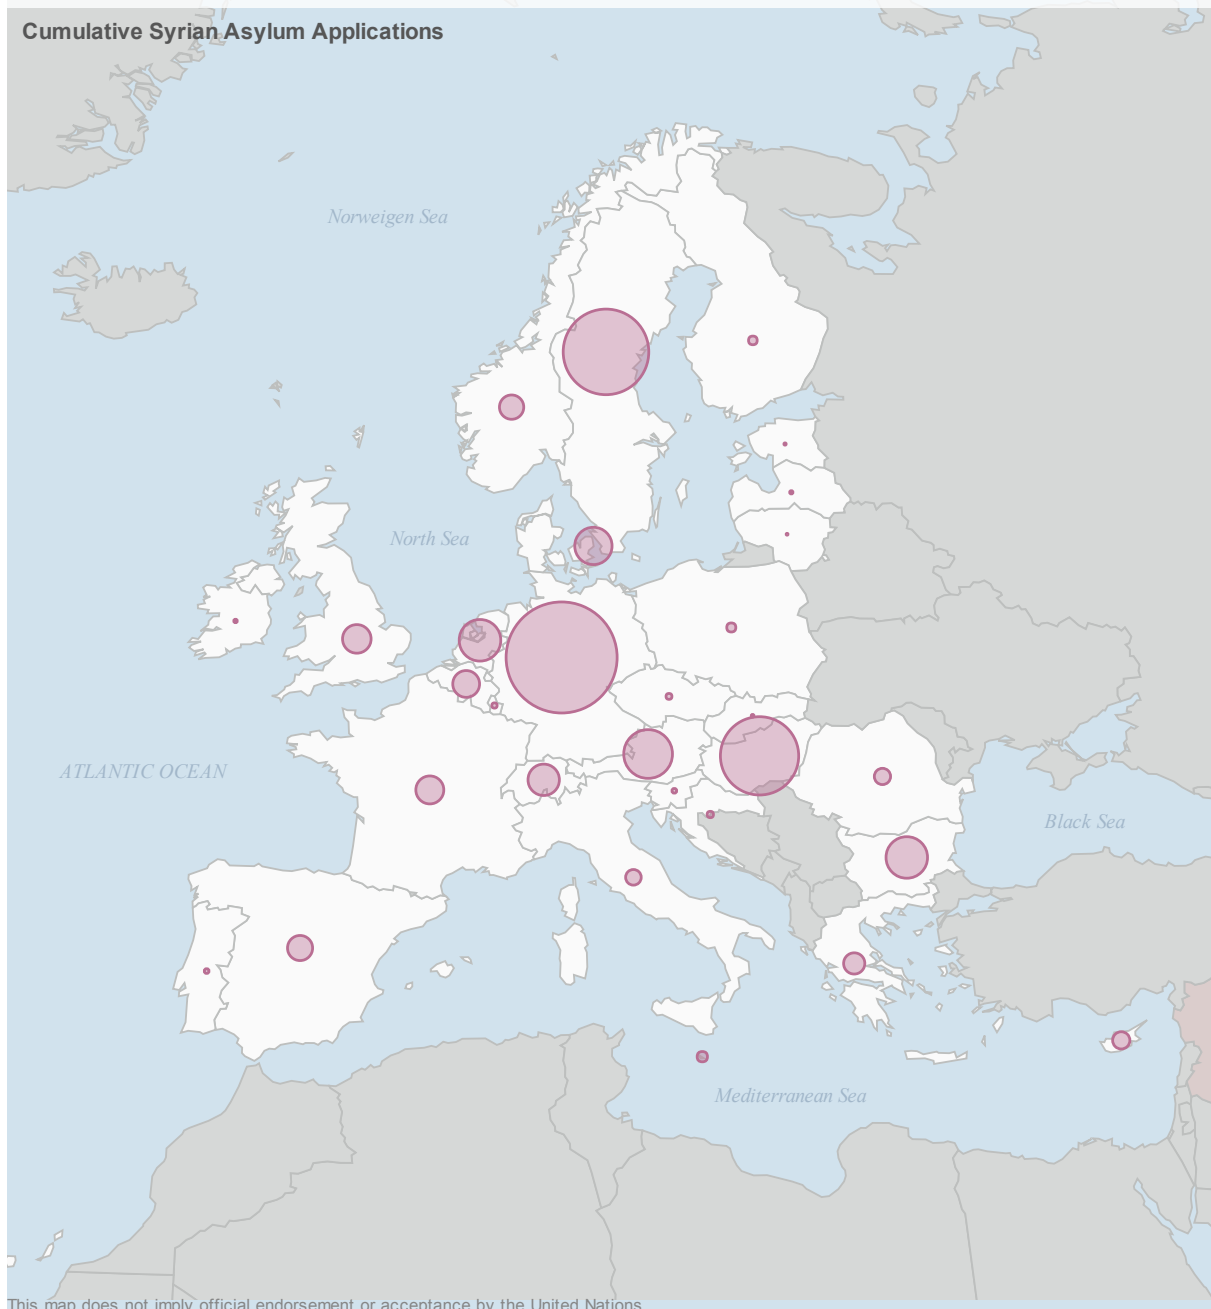 Cumulative Syrian Asylum Applications
Norweigen Sea
North Sea
ATLANTIC OCEAN
Black Sea
Mediterranean Sea
This map does not imply official endorsement or acceptance by the United Nations